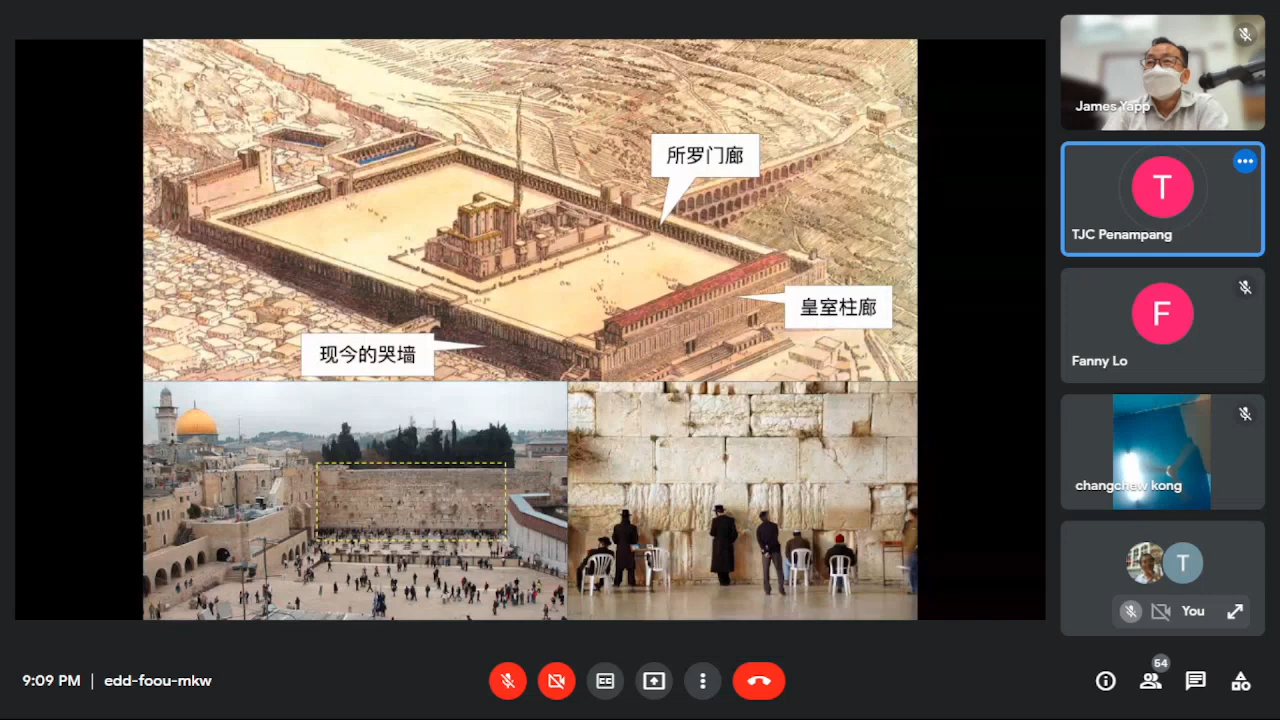 所罗门廊
皇室柱廊
现今的哭墙
James Yapp
T
TJC Penampang
F
Fanny Lo
changchew kong
T
You
9:09 PM | edd-foou-mkw
CC
64